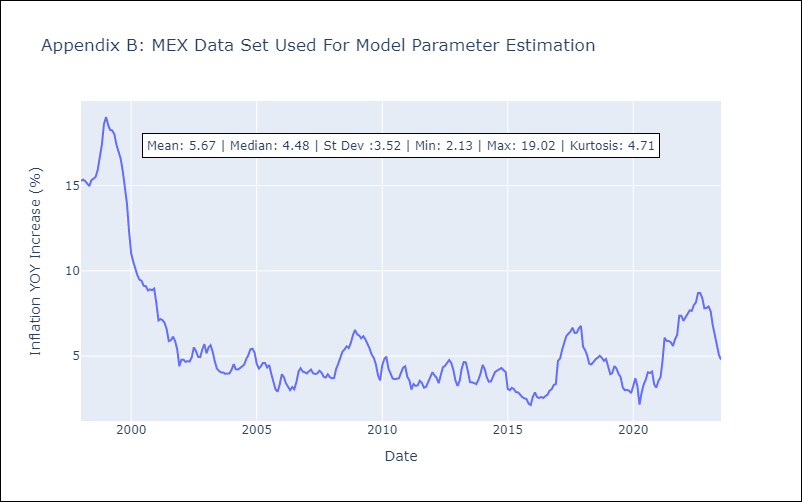 Appendix B: MEX Data Set Used For Model Parameter Estimation
Mean: 5.67 | Median: 4.48 | St Dev :3.52 | Min: 2.13 | Max: 19.02 | Kurtosis: 4.71
Inflation YOY Increase (%)
15
10
5
2000
2005
2010
2015
2020
Date